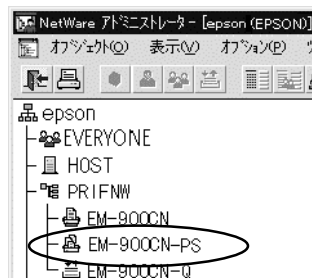 NetWare ｱﾄﾞﾐﾆｽﾄﾚｰﾀｰ - [epson (EPSON)]
ｵﾌﾞｼﾞｪｸﾄ(O) 表示(V) ｵﾌﾟｼｮﾝ(P)
epson
EVERYONE
HOST
PRIFNW
EM-900CN
EM-900CN-PS
EM-900CN-Q